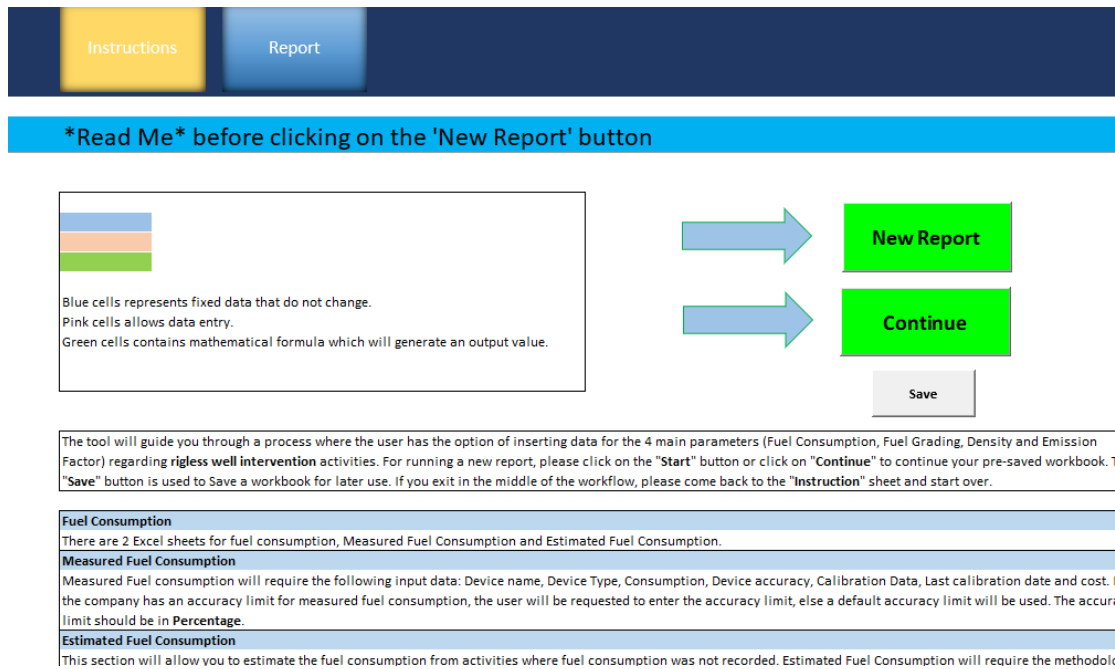 Instructions
Report
*Read Me* before clicking on the 'New Report' button
New Report
Blue cells represents fixed data that do not change.
Pink cells allows data entry.
Green cells contains mathematical formula which will generate an output value.
Continue
Save
The tool will guide you through a process where the user has the option of inserting data for the 4 main parameters (Fuel Consumption, Fuel Grading, Density and Emission
Factor) regarding rigless well intervention activities. For running a new report, please click on the "Start" button or click on "Continue" to continue your pre-saved workbook.
"Save" button is used to Save a workbook for later use. If you exit in the middle of the workflow, please come back to the "Instruction" sheet and start over.
Fuel Consumption
There are 2 Excel sheets for fuel consumption, Measured Fuel Consumption and Estimated Fuel Consumption.
Measured Fuel Consumption
Measured Fuel consumption will require the following input data: Device name, Device Type, Consumption, Device accuracy, Calibration Data, Last calibration date and cost.
the company has an accuracy limit for measured fuel consumption, the user will be requested to enter the accuracy limit, else a default accuracy limit will be used. The
limit should be in Percentage.
Estimated Fuel Consumption
This section will allow you to estimate the fuel consumption from activities where fuel consumption was not recorded. Estimated Fuel Consumption will require the